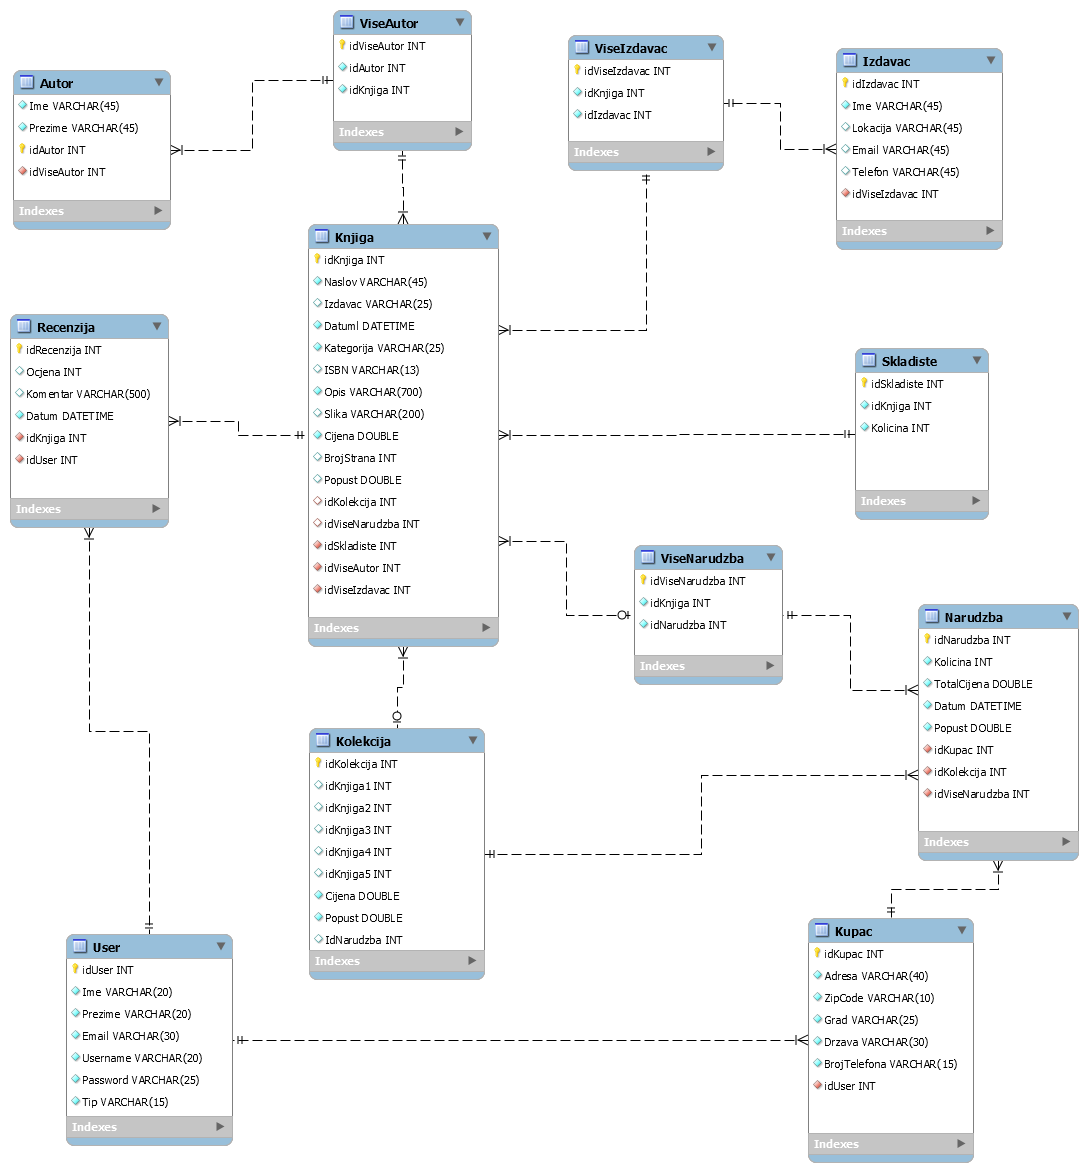 ViseAutor
idViseAutor INT
idAutor INT
idKnjiga INT
Indexes
Autor
Ime VARCHAR(45)
Prezime VARCHAR(45)
idAutor INT
idViseAutor INT
Indexes
ViseIzdavac
idViseIzdavac INT
idKnjiga INT
idIzdavac INT
Indexes
Izdavac
idIzdavac INT
Ime VARCHAR(45)
Lokacija VARCHAR(45)
Email VARCHAR(45)
Telefon VARCHAR(45)
idViseIzdavac INT
Indexes
Knjiga
idKnjiga INT
Naslov VARCHAR(45)
Izdavac VARCHAR(25)
DatumI DATETIME
Kategorija VARCHAR(25)
ISBN VARCHAR(13)
Opis VARCHAR(700)
Slika VARCHAR(200)
Cijena DOUBLE
BrojStrana INT
Popust DOUBLE
idKolekcija INT
idViseNarudzba INT
idSkladiste INT
idViseAutor INT
idViseIzdavac INT
Indexes
Recenzija
idRecenzija INT
Ocjena INT
Komentar VARCHAR(500)
Datum DATETIME
idKnjiga INT
idUser INT
Indexes
Skladiste
idSkladiste INT
idKnjiga INT
Kolicina INT
Indexes
ViseNarudzba
idViseNarudzba INT
idKnjiga INT
idNarudzba INT
Indexes
Narudzba
idNarudzba INT
Kolicina INT
TotalCijena DOUBLE
Datum DATETIME
Popust DOUBLE
idKupac INT
idKolekcija INT
idViseNarudzba INT
Indexes
Kolekcija
idKolekcija INT
idKnjiga1 INT
idKnjiga2 INT
idKnjiga3 INT
idKnjiga4 INT
idKnjiga5 INT
Cijena DOUBLE
Popust DOUBLE
IdNarudzba INT
Indexes
User
idUser INT
Ime VARCHAR(20)
Prezime VARCHAR(20)
Email VARCHAR(30)
Username VARCHAR(20)
Password VARCHAR(25)
Tip VARCHAR(15)
Indexes
Kupac
idKupac INT
Adresa VARCHAR(40)
ZipCode VARCHAR(10)
Grad VARCHAR(25)
Drzava VARCHAR(30)
BrojTelefona VARCHAR(15)
idUser INT
Indexes